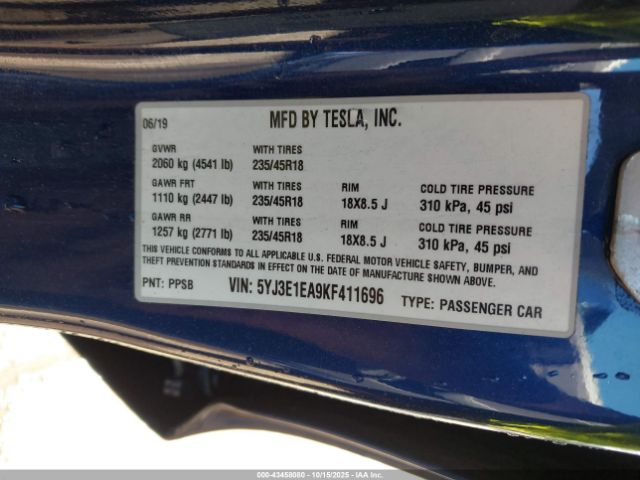 06/19 MFD BY TESLA, INC.
GVWR WITH TIRES
2060 kg (4541 lb) 235/45R18
GAWR FRT WITH TIRES RIM COLD TIRE PRESSURE
1110 kg (2447 lb) 235/45R18 18X8.5 J 310 kPa, 45 psi
GAWR RR WITH TIRES RIM COLD TIRE PRESSURE
1257 kg (2771 lb) 235/45R18 18X8.5 J 310 kPa, 45 psi
THIS VEHICLE CONFORMS TO ALL APPLICABLE U.S. FEDERAL MOTOR VEHICLE SAFETY, BUMPER, AND
THEFT PREVENTION STANDARDS IN EFFECT ON THE DATE OF MANUFACTURE SHOWN ABOVE.
PNT: PPSB VIN: 5YJ3E1EA9KF411696 TYPE: PASSENGER CAR
000-43458080 - 10/15/2025 - IAAI.COM